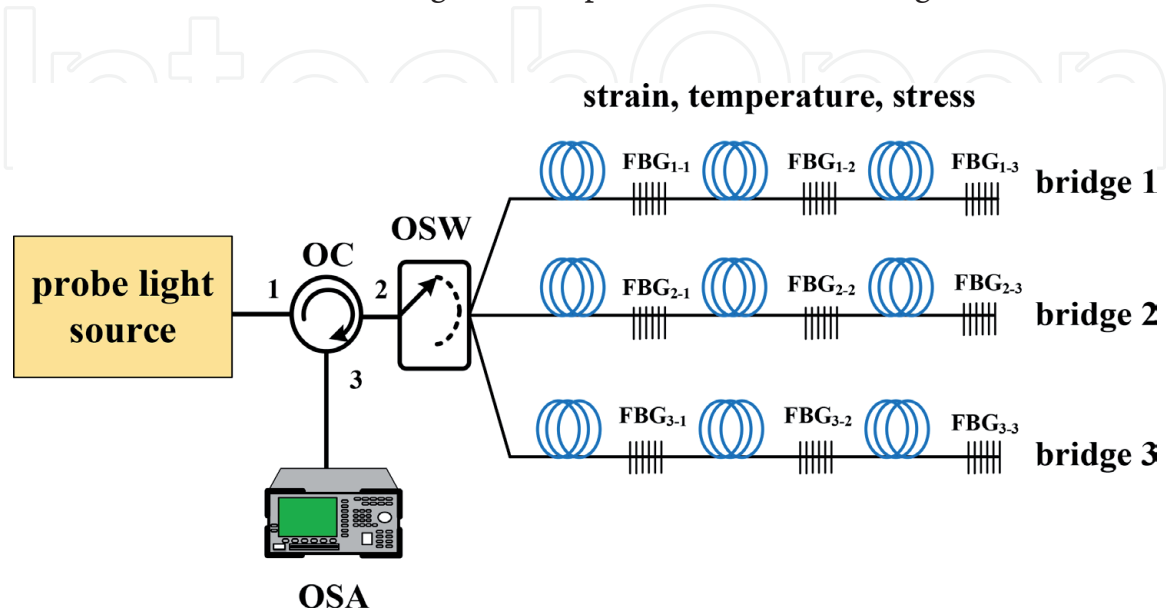 IntechOpen
strain, temperature, stress
FBG1-1
FBG1-2
FBG1-3
bridge 1
OSW
OC
probe light
source
1
2
3
FBG2-1
FBG2-2
FBG2-3
bridge 2
FBG3-1
FBG3-2
FBG3-3
bridge 3
OSA